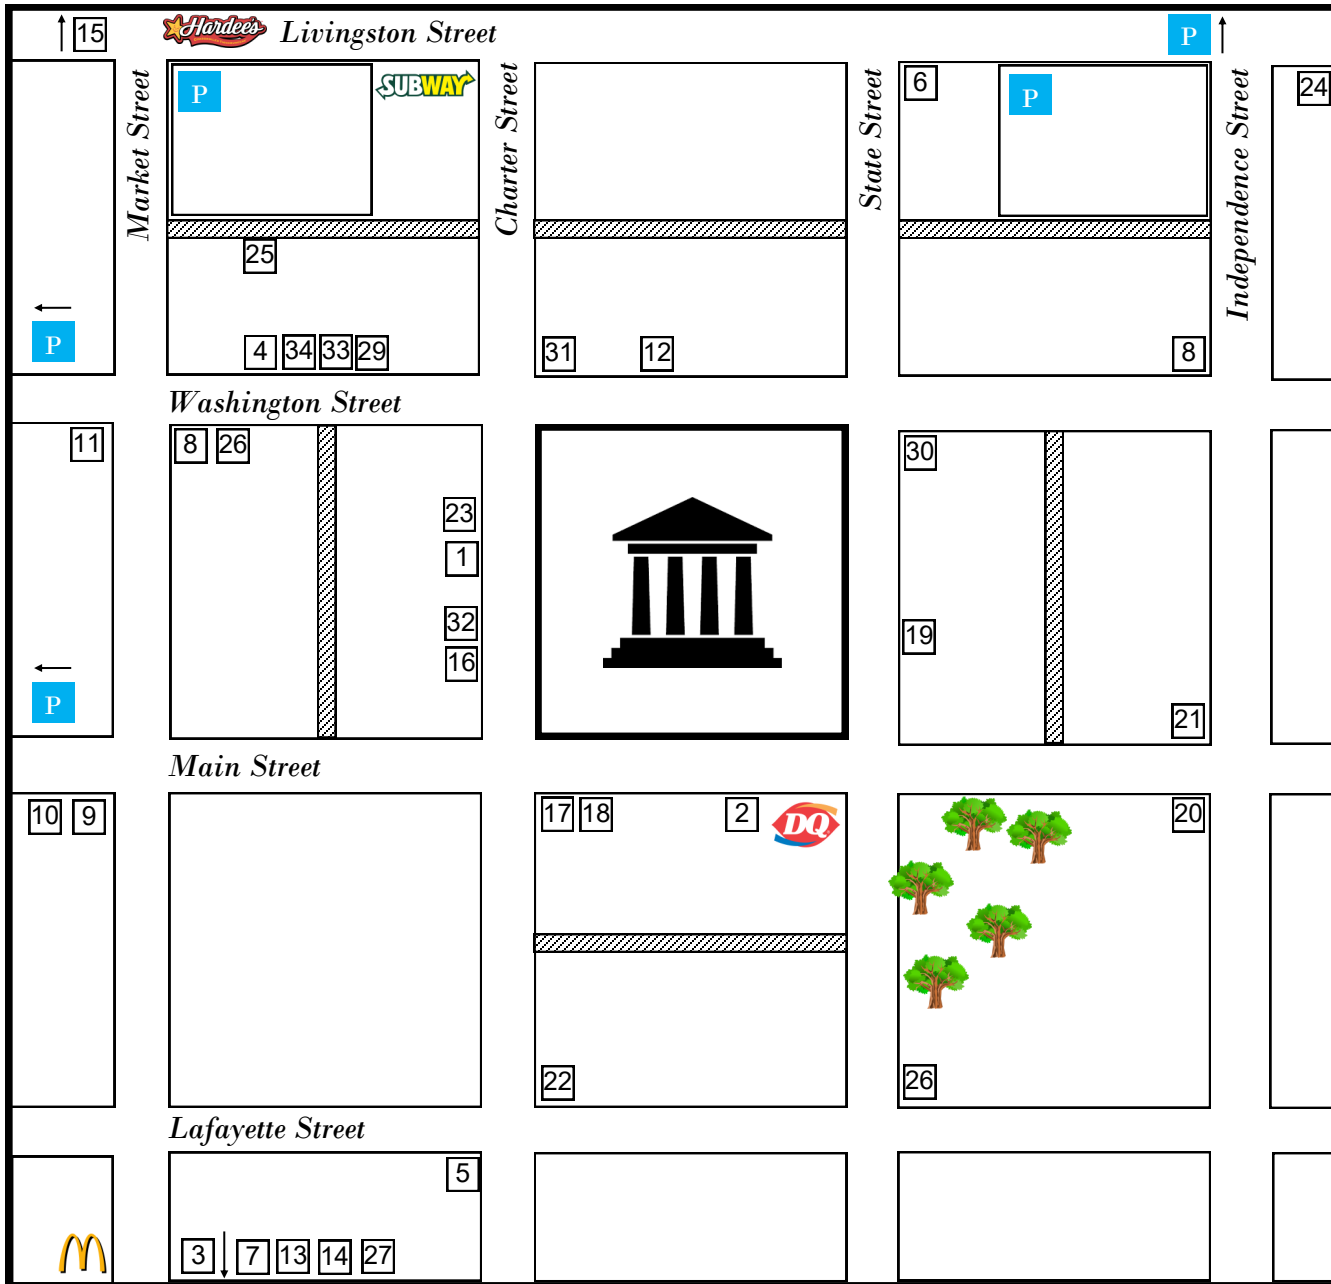 15 Hardee's Livingston Street P
P SUBWAY 6 P 24
Market Street
Charter Street
State Street
Independence Street
25
P 4 34 33 29 31 12 8
Washington Street
11 8 26 30
23
1
32 19
16
P 21
Main Street
10 9 17 18 2 DQ 20
22 26
Lafayette Street
5
3 7 13 14 27